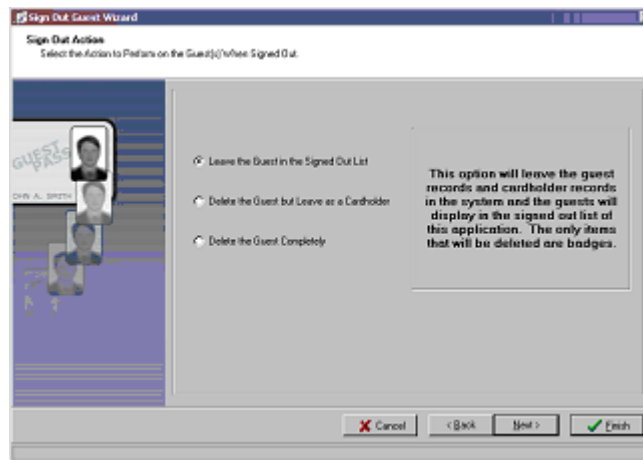 Sign Out Guest Wizard
Sign Out Action
Select the Action to Perform on the Guest(s) When Signed Out.
GUEST
PASS
OHN A. SMITH
Leave the Guest in the Signed Out List
Delete the Guest but Leave as a Cardholder
Delete the Guest Completely
This option will leave the guest
records and cardholder records
in the system and the guests will
display in the signed out list of
this application. The only items
that will be deleted are badges.
Cancel
< Back
Next >
Finish